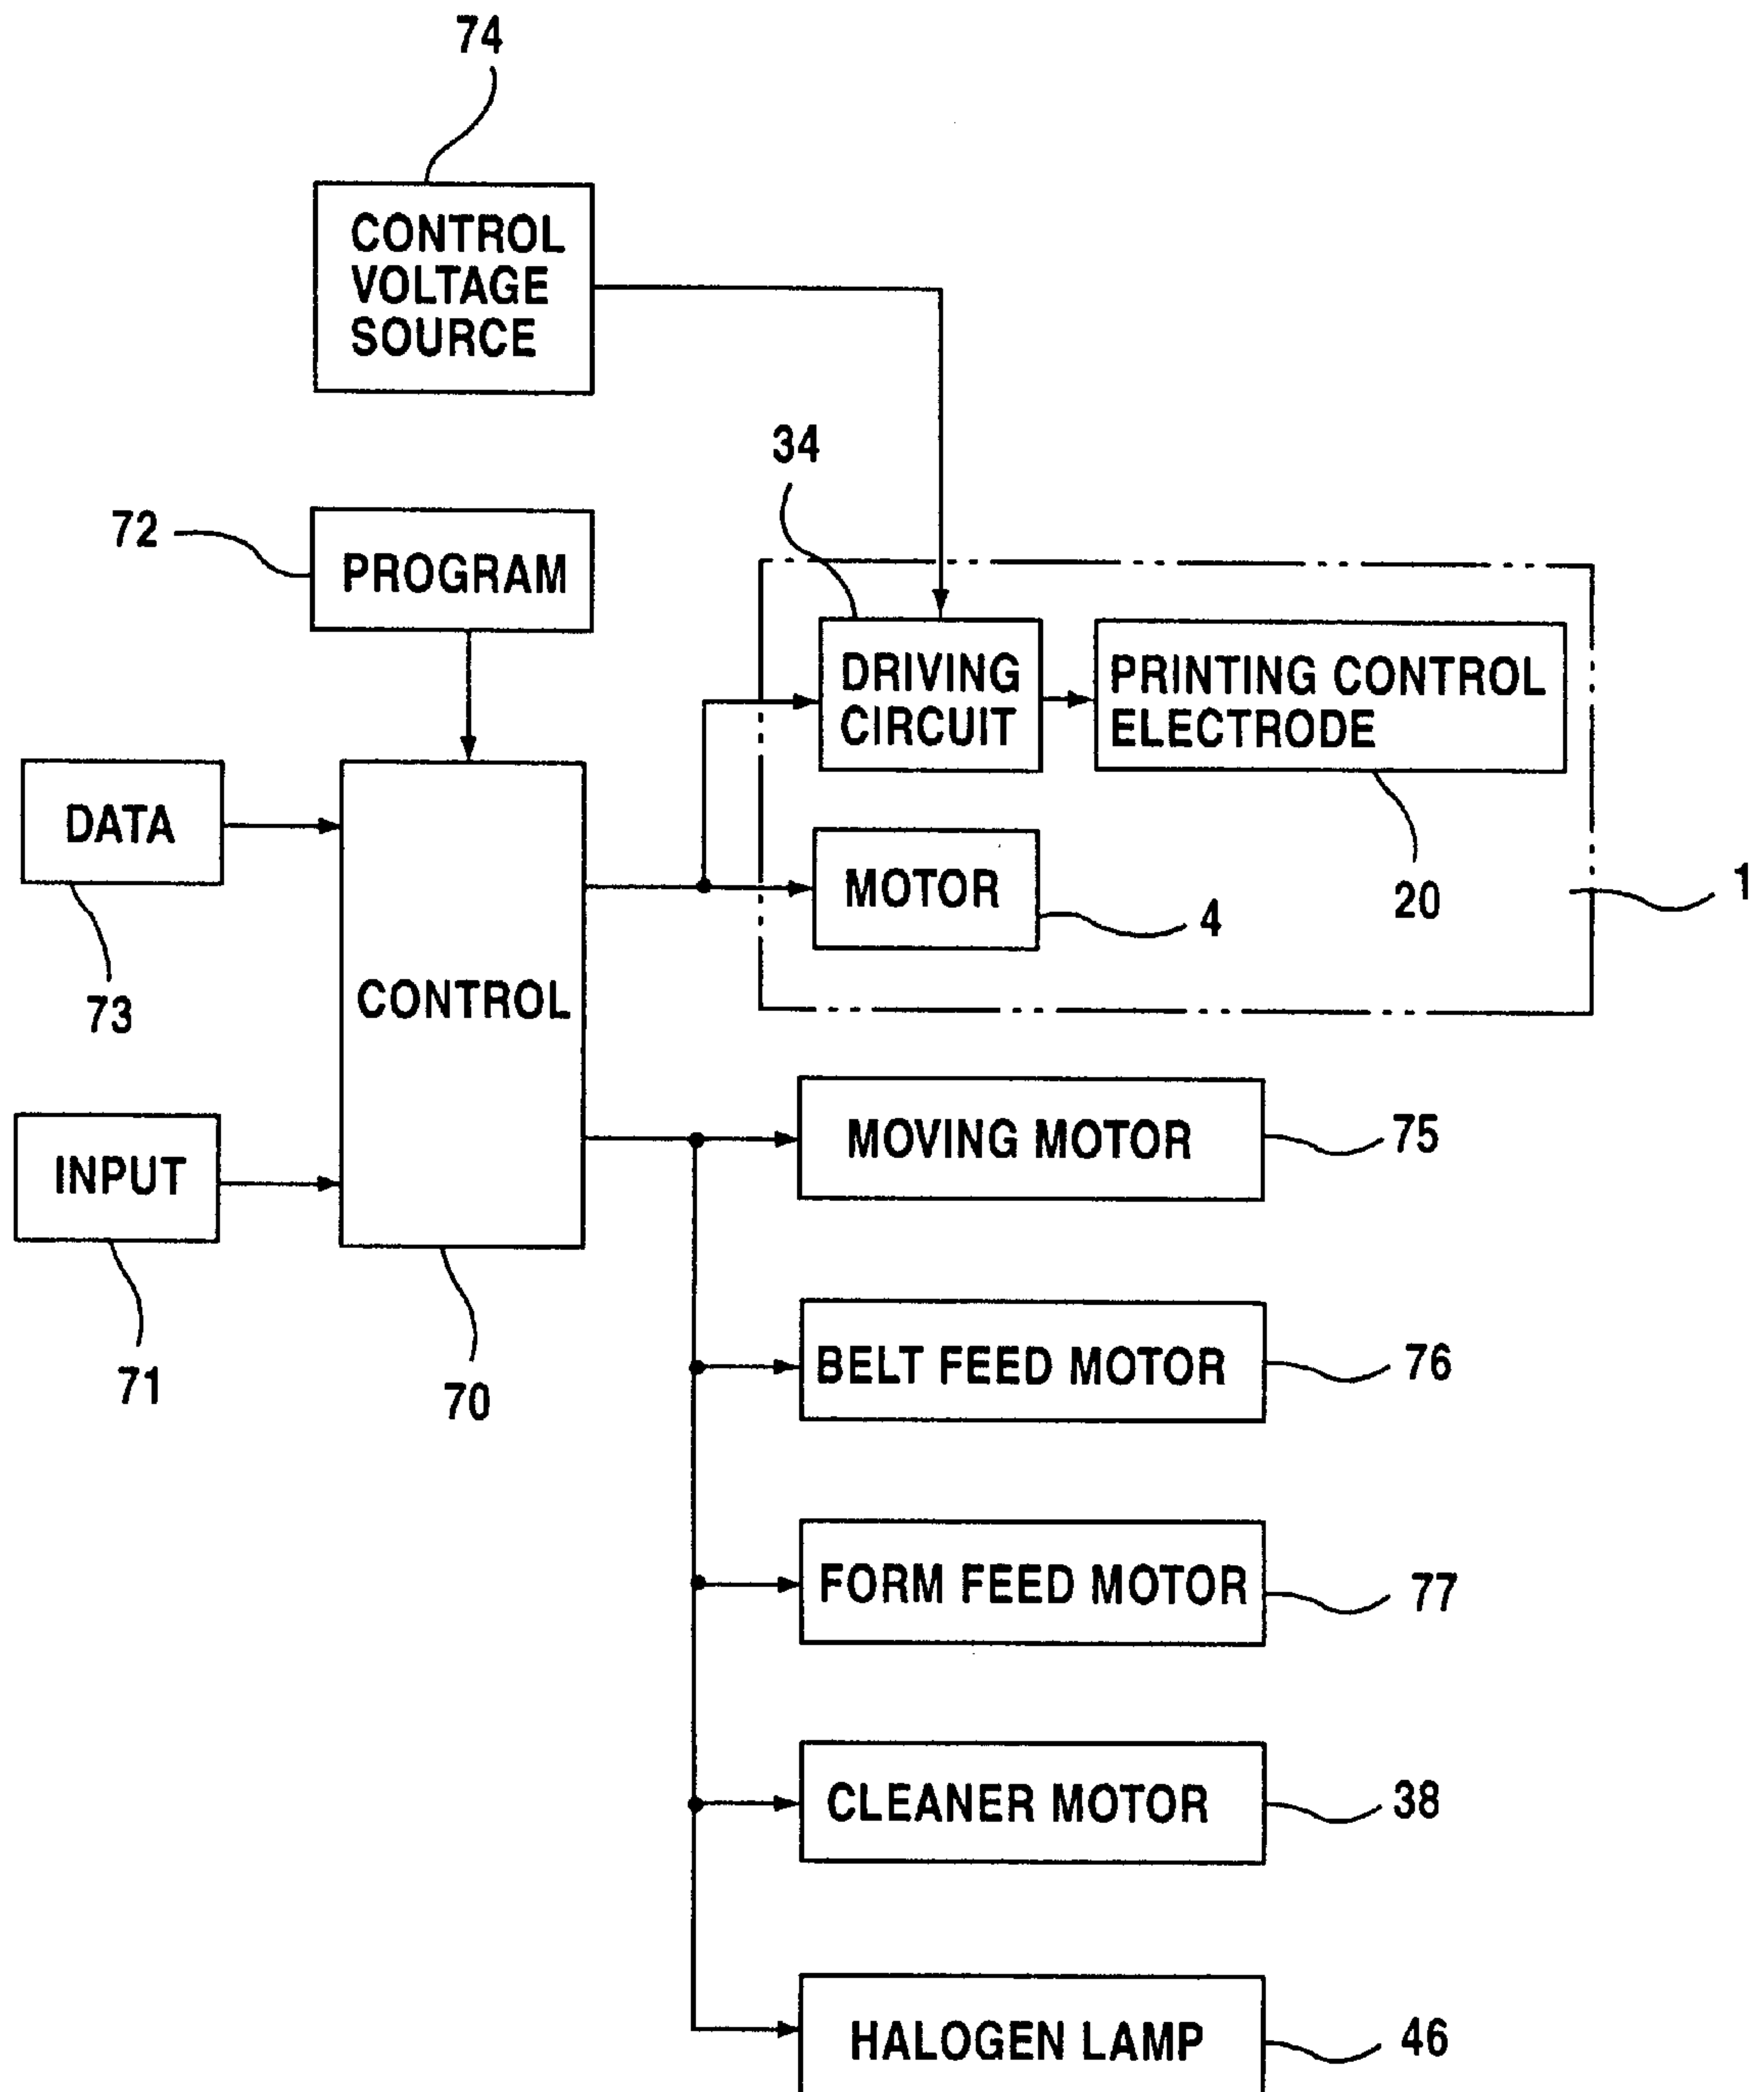 74
CONTROL
VOLTAGE
SOURCE
34
72
PROGRAM
DRIVING
CIRCUIT
PRINTING CONTROL
ELECTRODE
DATA
MOTOR
4
20
1
73
CONTROL
INPUT
MOVING MOTOR
75
71
70
BELT FEED MOTOR
76
FORM FEED MOTOR
77
CLEANER MOTOR
38
HALOGEN LAMP
46